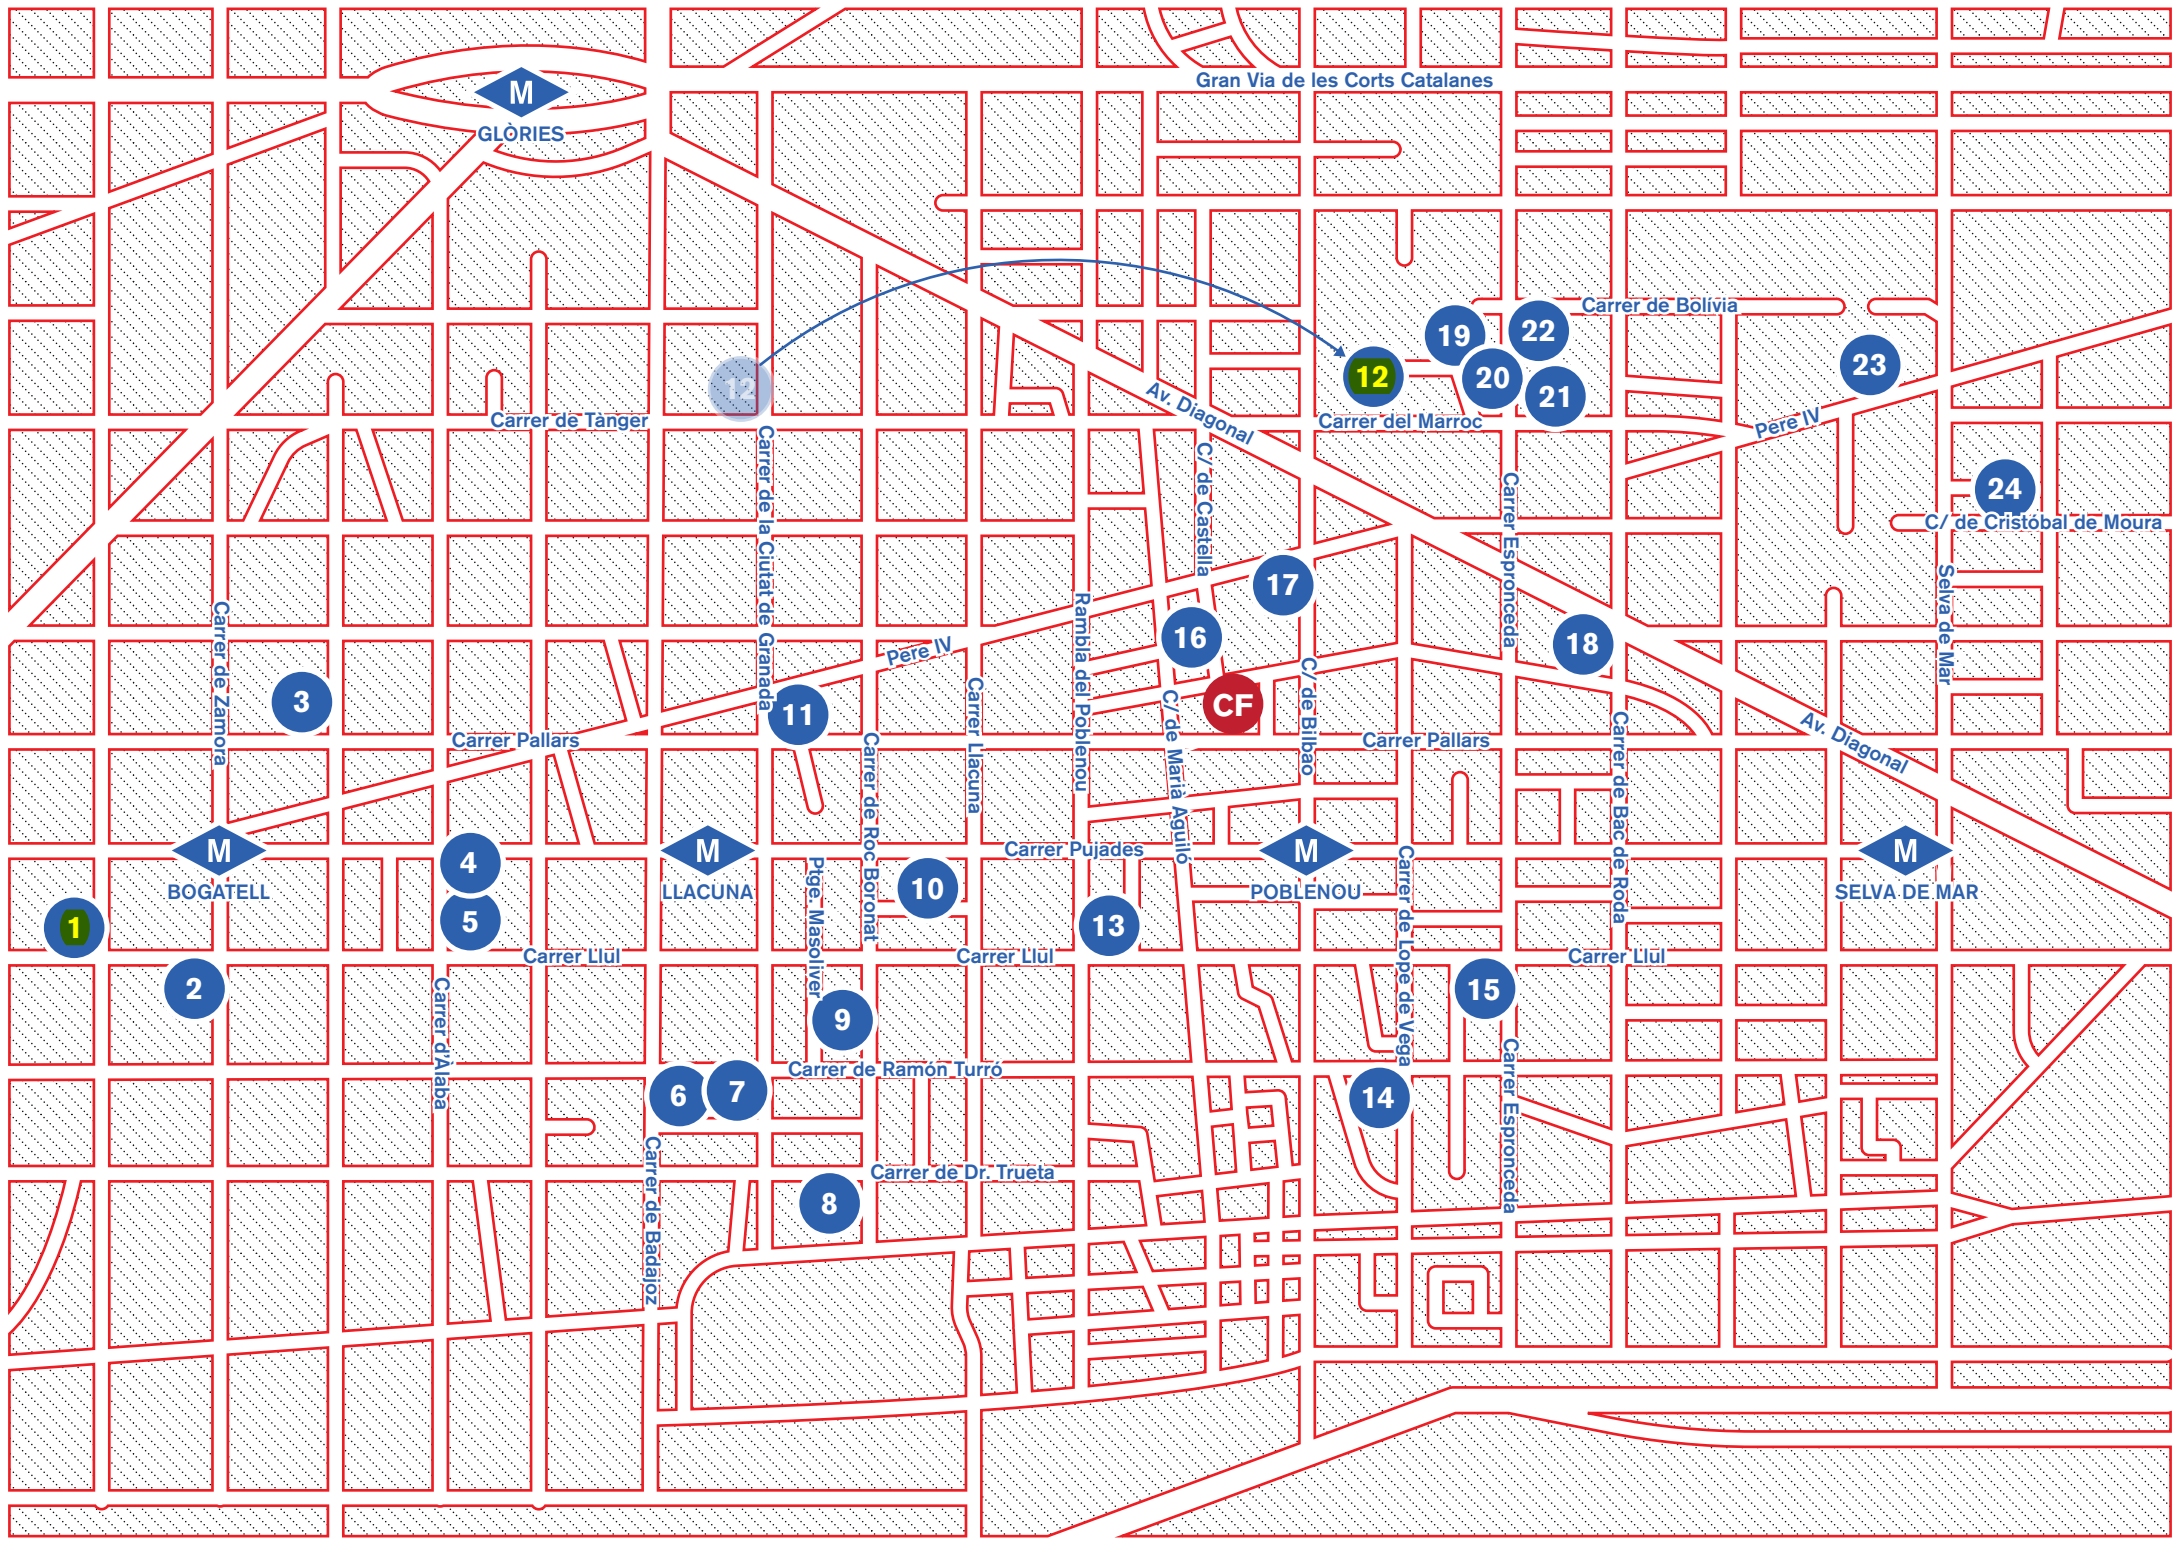 Gran Via de les Corts Catalanes
M
GLÒRIES
Carrer de Bolívia
19
22
23
12
12
20
21
Av. Diagonal
Carrer de Tànger
Carrer del Marroc
Pere IV
Carrer de la Ciutat de Granada
C/ de Castella
Carrer Espronceda
24
C/ de Cristóbal de Moura
17
Selva de Mar
Carrer de Zamora
Rambla del Poblenou
16
18
Pere IV
3
11
CF
C/ de Bilbao
Carrer Llacuna
C/ de Marià Aguiló
Carrer Pallars
Carrer Pallars
Carrer de Roc Boronat
Carrer de Bac de Roda
Av. Diagonal
M
BOGATELL
4
M
LLACUNA
Carrer Pujades
M
POBLENOU
M
SELVA DE MAR
Ptge. Masoliver
Carrer de Lope de Vega
10
1
5
13
Carrer Llul
Carrer Llul
Carrer Llul
2
15
Carrer d'Àlaba
9
Carrer de Ramón Turró
6
7
14
Carrer Espronceda
Carrer de Badajoz
Carrer de Dr. Trueta
8